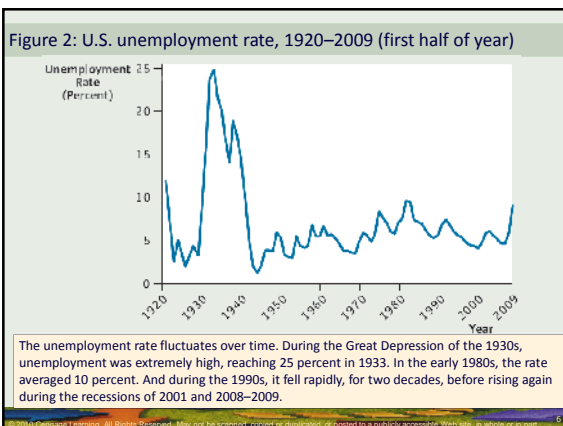 Figure 2: U.S. unemployment rate, 1920–2009 (first half of year)
Unemployment
Rate
(Percent)
25
20
15
10
5
0
1920
1930
1940
1950
1960
1970
1980
1990
2000
2009
Year
The unemployment rate fluctuates over time. During the Great Depression of the 1930s,
unemployment was extremely high, reaching 25 percent in 1933. In the early 1980s, the rate
averaged 10 percent. And during the 1990s, it fell rapidly, for two decades, before rising again
during the recessions of 2001 and 2008–2009.
© 2010 Cengage Learning. All Rights Reserved. May not be scanned, copied or duplicated, or posted to a publicly accessible Web site, in whole or in part.
6